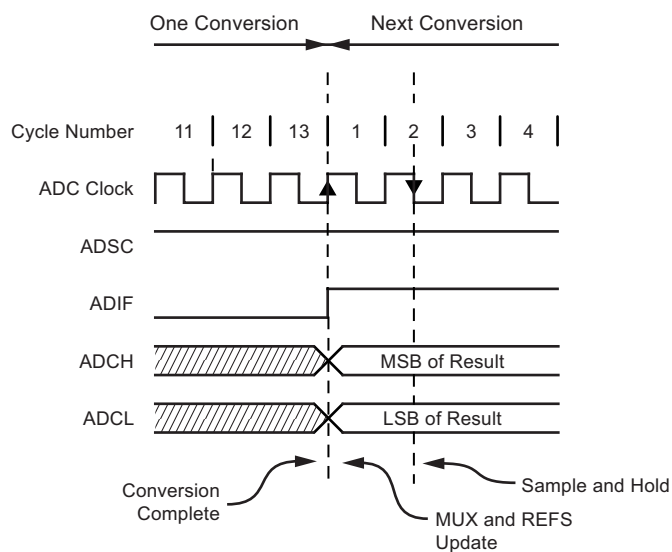 One Conversion Next Conversion
Cycle Number 11 12 13 1 2 3 4
ADC Clock
ADSC
ADIF
ADCH MSB of Result
ADCL LSB of Result
Conversion
Complete
MUX and REFS
Update
Sample and Hold